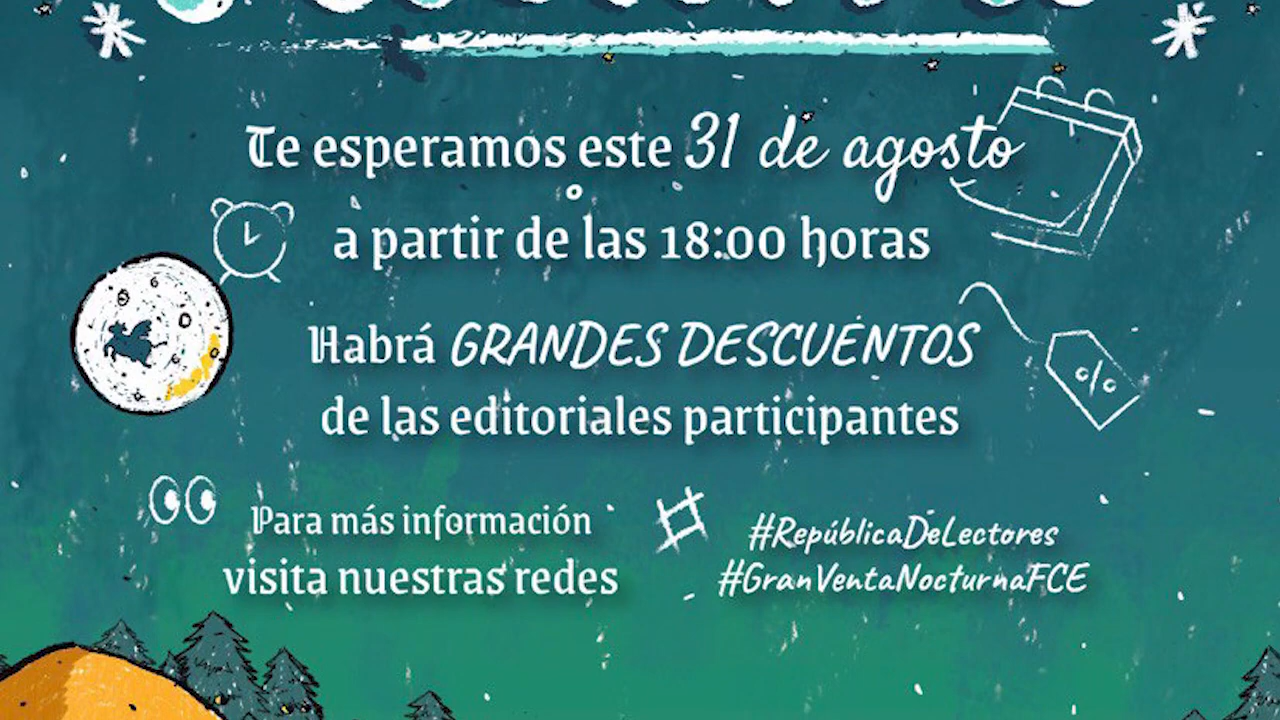 Te esperamos este 31 de agosto
a partir de las 18:00 horas
Habrá GRANDES DESCUENTOS
de las editoriales participantes
Para más información
visita nuestras redes
#RepúblicaDeLectores
#GranVentaNocturnaFCE
%